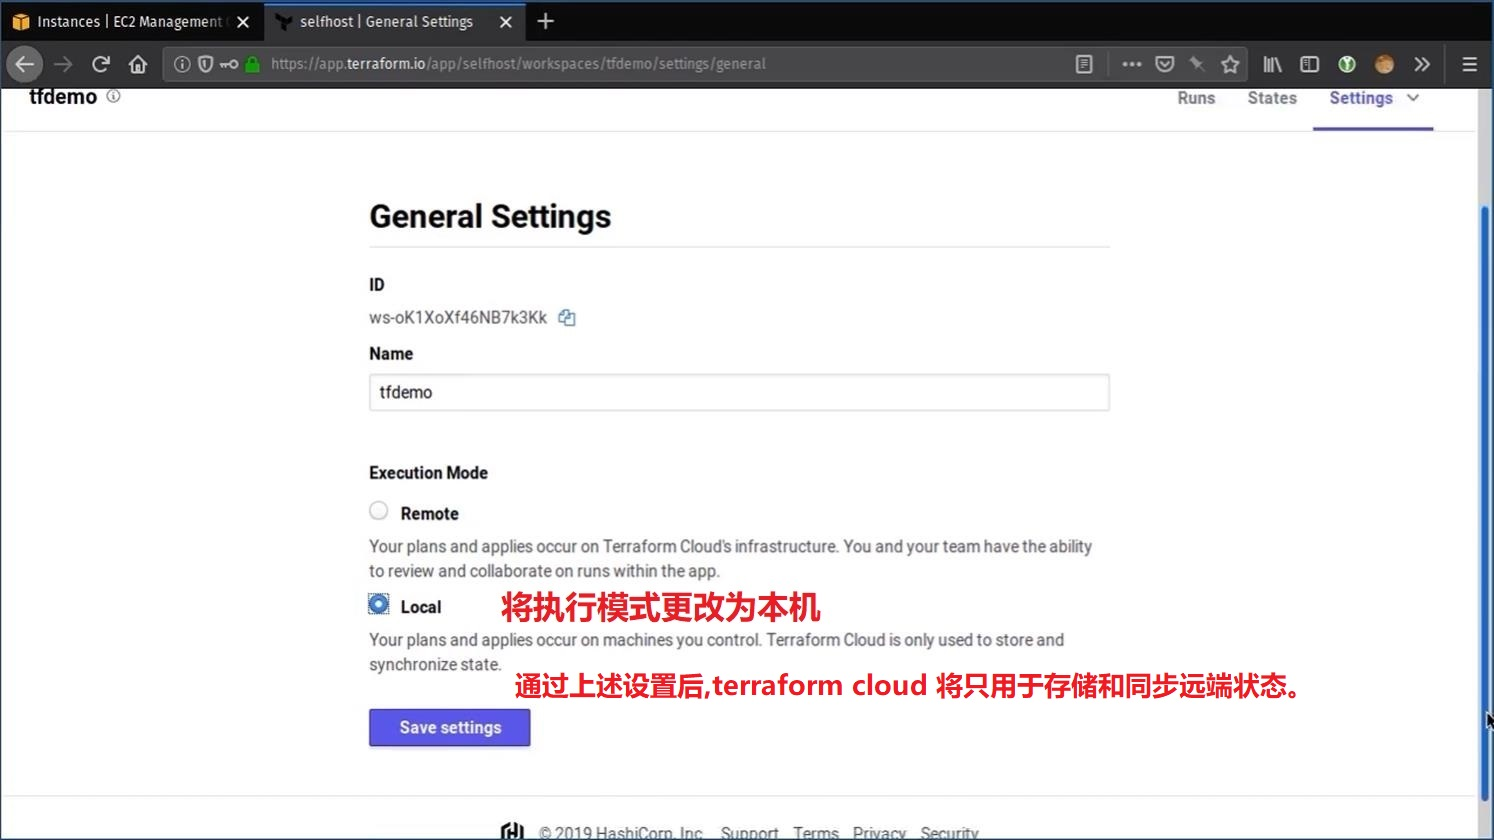 Instances | EC2 Management
selfhost | General Settings
https://app.terraform.io/app/selfhost/workspaces/tfdemo/settings/general
tfdemo
Runs States Settings
General Settings
ID
ws-oK1XoXf46NB7k3Kk
Name
tfdemo
Execution Mode
Remote
Your plans and applies occur on Terraform Cloud's infrastructure. You and your team have the ability
to review and collaborate on runs within the app.
Local 将执行模式更改为本机
Your plans and applies occur on machines you control. Terraform Cloud is only used to store and
synchronize state.
通过上述设置后,terraform cloud 将只用于存储和同步远端状态。
Save settings
© 2019 HashiCorp, Inc Support Terms Privacy Security